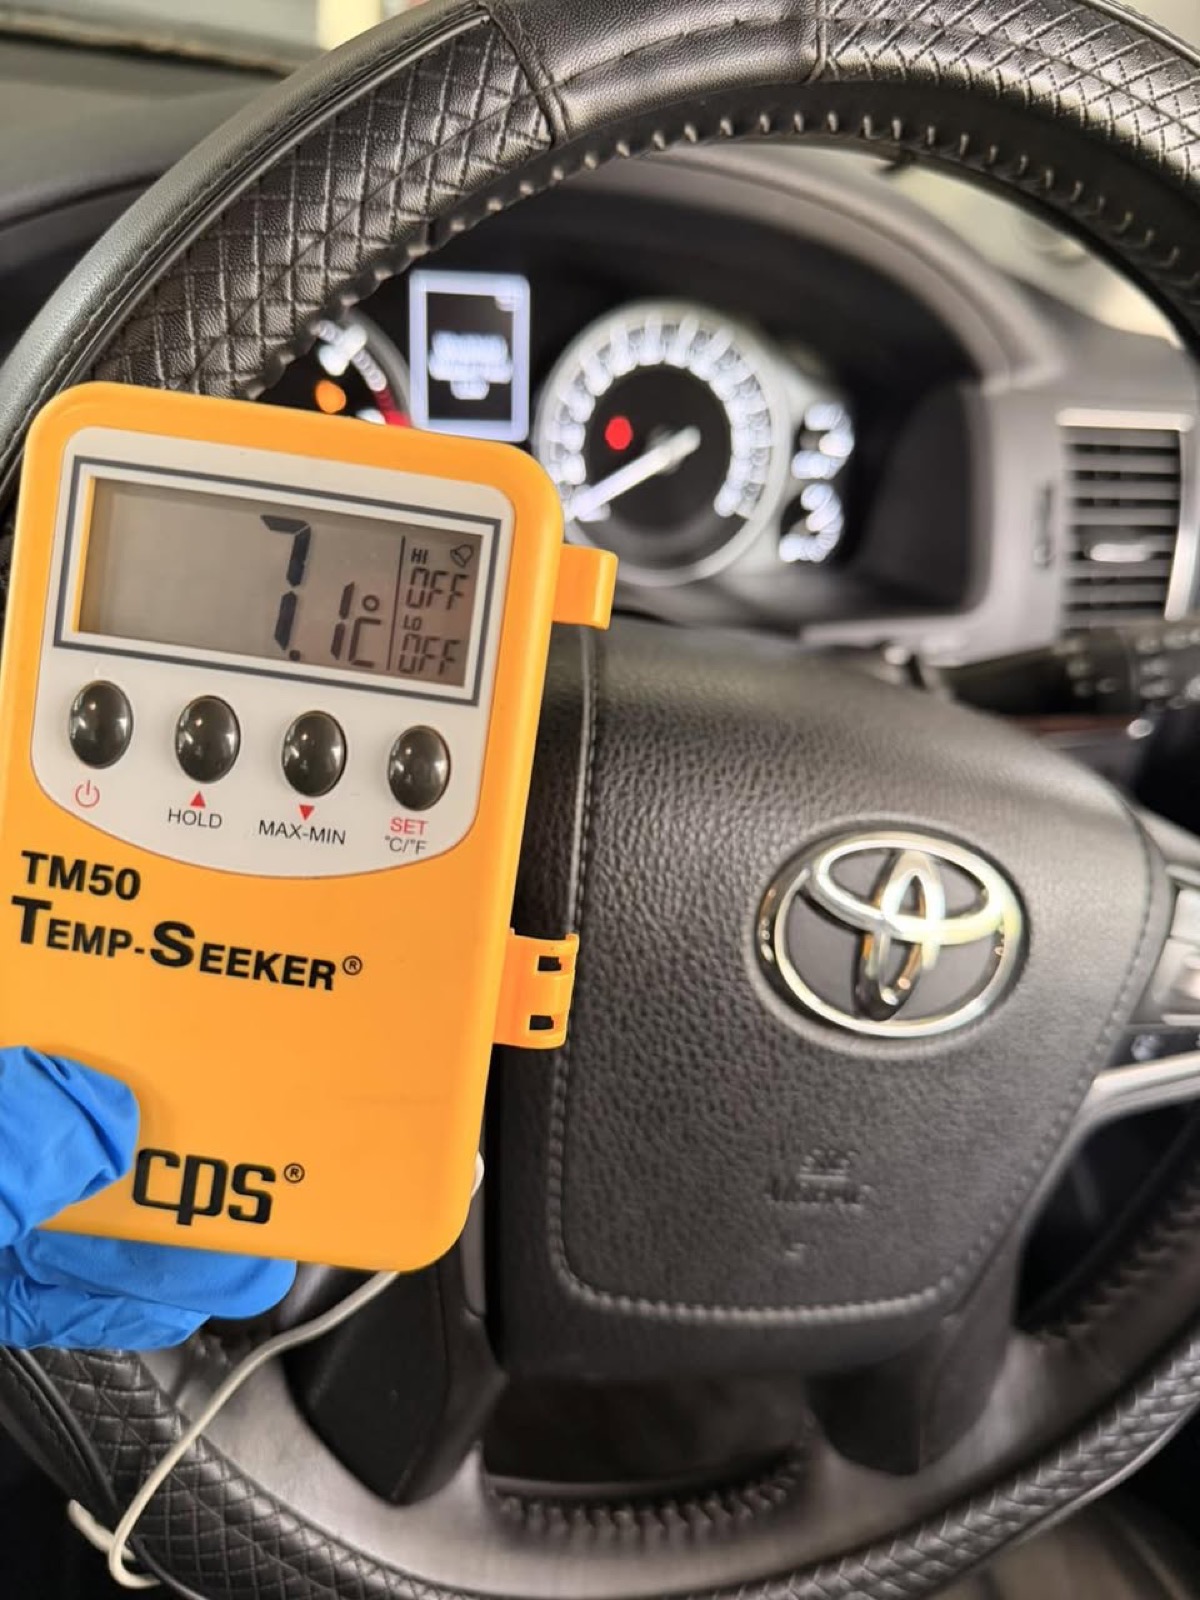 7.1°C
HI
OFF
LO
OFF
HOLD
MAX-MIN
SET
°C/°F
TM50
TEMP-SEEKER®
cps®